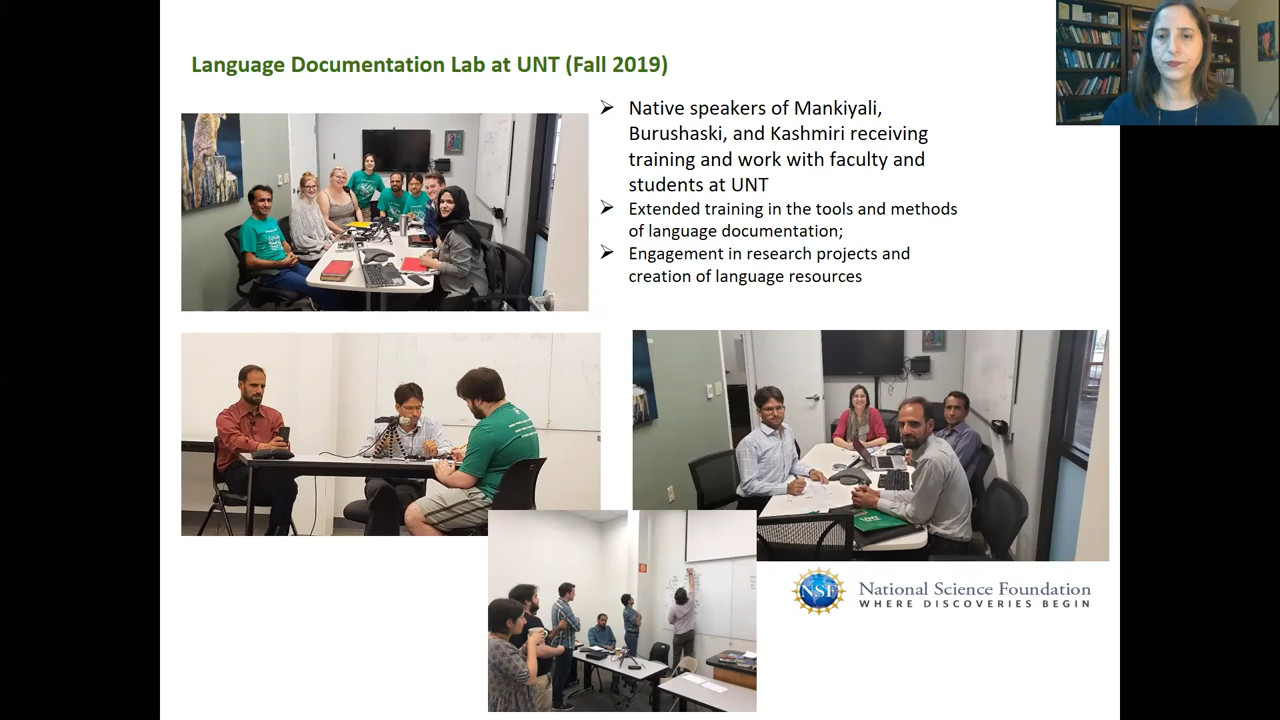 Language Documentation Lab at UNT (Fall 2019)
Native speakers of Mankiyali,
Burushaski, and Kashmiri receiving
training and work with faculty and
students at UNT
Extended training in the tools and methods
of language documentation;
Engagement in research projects and
creation of language resources
NSF
National Science Foundation
WHERE DISCOVERIES BEGIN